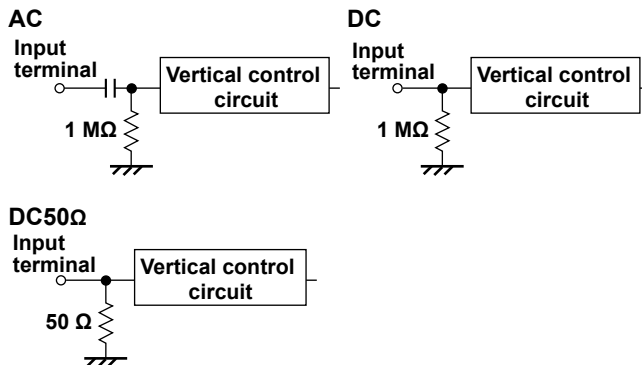 AC
Input
terminal
Vertical control
circuit
1 MΩ
DC
Input
terminal
Vertical control
circuit
1 MΩ
DC50Ω
Input
terminal
Vertical control
circuit
50 Ω